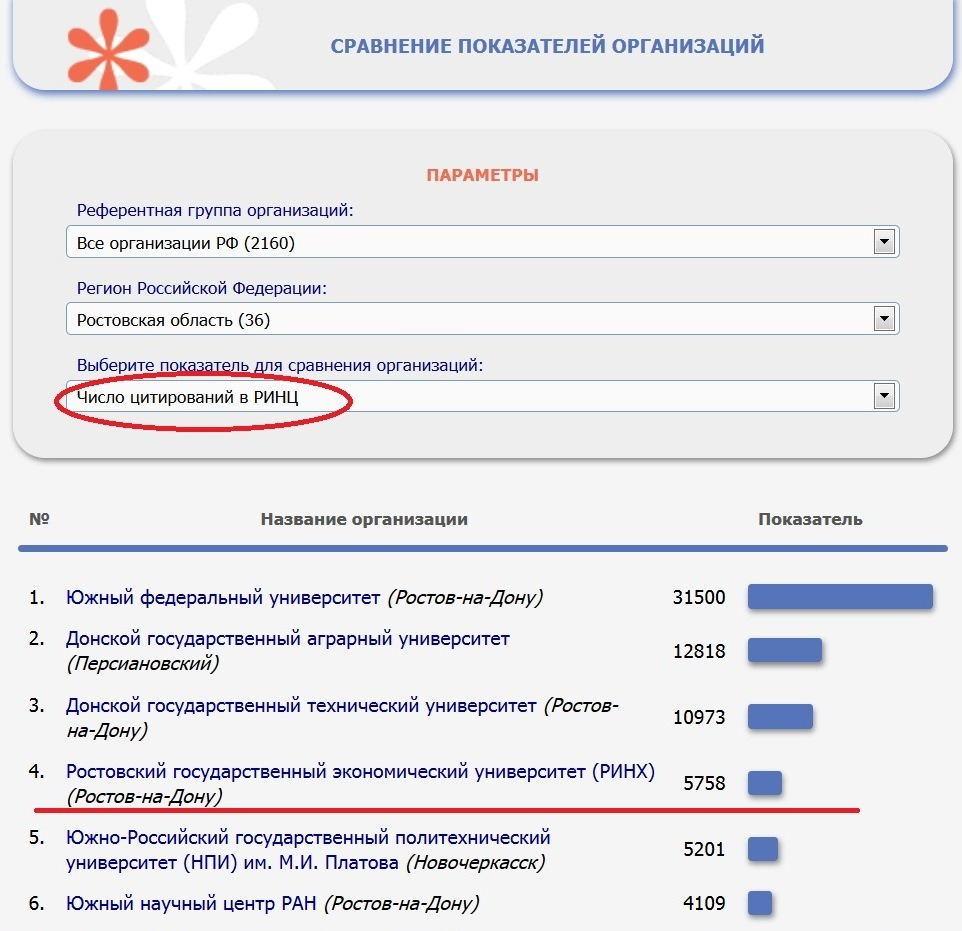 СРАВНЕНИЕ ПОКАЗАТЕЛЕЙ ОРГАНИЗАЦИЙ
ПАРАМЕТРЫ
Референтная группа организаций:
Все организации РФ (2160)
Регион Российской Федерации:
Ростовская область (36)
Выберите показатель для сравнения организаций:
Число цитирований в РИНЦ
№ Название организации Показатель
1. Южный федеральный университет (Ростов-на-Дону) 31500
2. Донской государственный аграрный университет
(Персиановский) 12818
3. Донской государственный технический университет (Ростов-
на-Дону) 10973
4. Ростовский государственный экономический университет (РИНХ)
(Ростов-на-Дону) 5758
5. Южно-Российский государственный политехнический
университет (НПИ) им. М.И. Платова (Новочеркасск) 5201
6. Южный научный центр РАН (Ростов-на-Дону) 4109